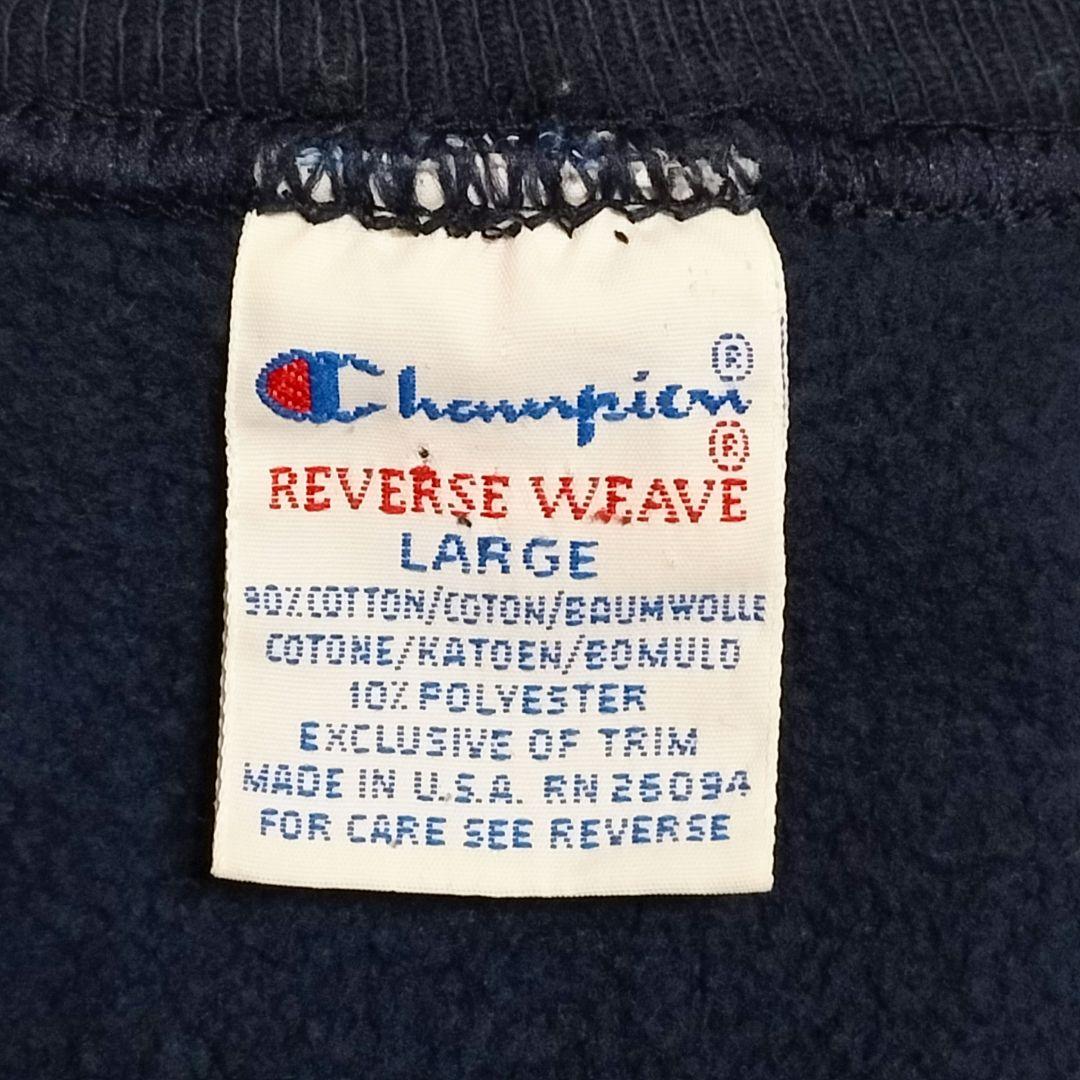 Champion®
REVERSE WEAVE®
LARGE
90% COTTON/COTON/BAUMWOLLE
COTONE/KATOEN/BOMULD
10% POLYESTER
EXCLUSIVE OF TRIM
MADE IN U.S.A. RN 26094
FOR CARE SEE REVERSE